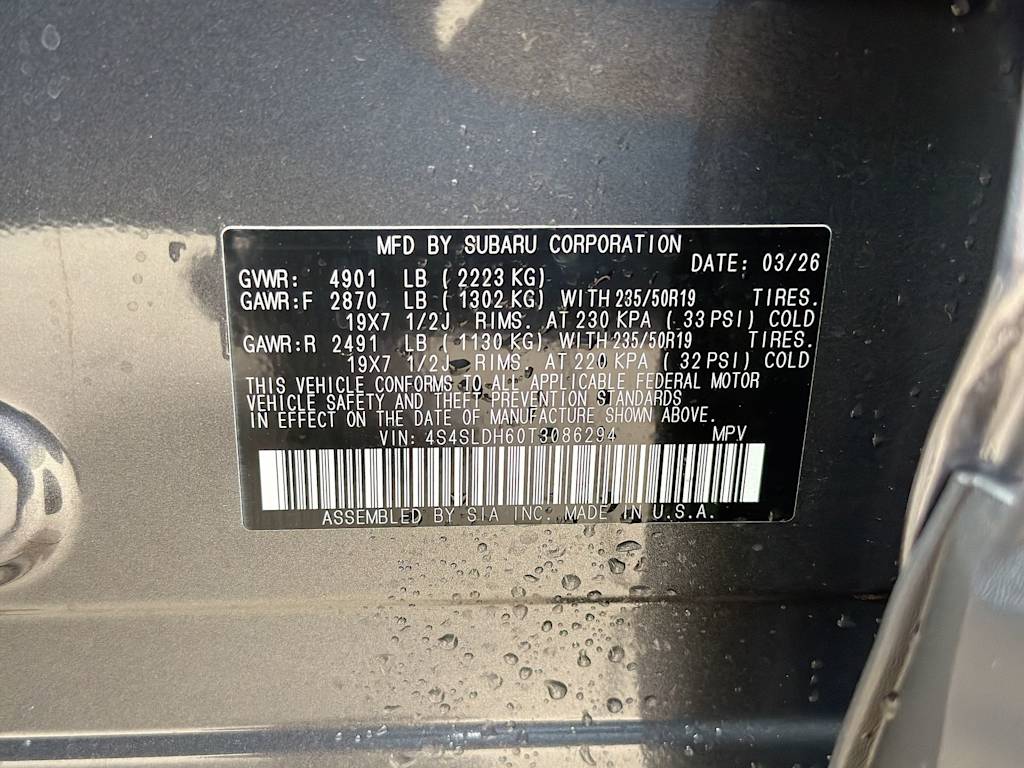 MFD BY SUBARU CORPORATION
DATE: 03/26
GVWR: 4901 LB ( 2223 KG)
GAWR:F 2870 LB ( 1302 KG) WITH 235/50R19 TIRES.
19X7 1/2J RIMS. AT 230 KPA ( 33 PSI) COLD
GAWR:R 2491 LB ( 1130 KG) WITH 235/50R19 TIRES.
19X7 1/2J RIMS. AT 220 KPA ( 32 PSI) COLD
THIS VEHICLE CONFORMS TO ALL APPLICABLE FEDERAL MOTOR
VEHICLE SAFETY AND THEFT PREVENTION STANDARDS
IN EFFECT ON THE DATE OF MANUFACTURE SHOWN ABOVE.
VIN: 4S4SLDH60T3086294 MPV
ASSEMBLED BY SIA INC. MADE IN U.S.A.